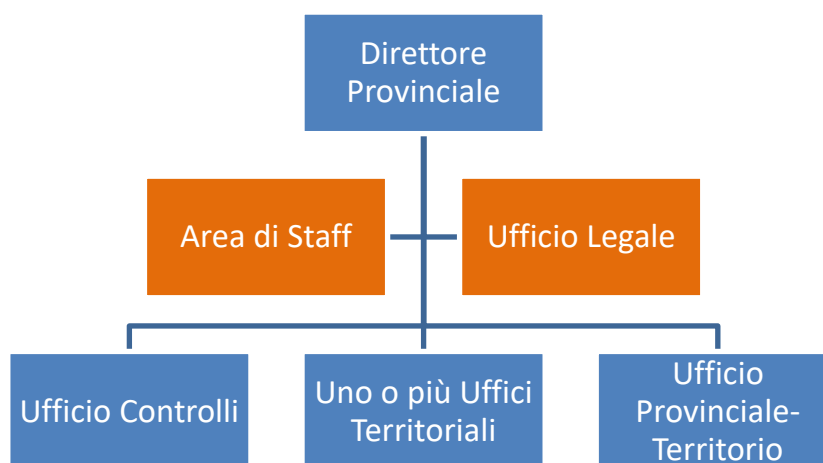 Direttore
Provinciale
Area di Staff
Ufficio Legale
Ufficio Controlli
Uno o più Uffici
Territoriali
Ufficio
Provinciale-
Territorio